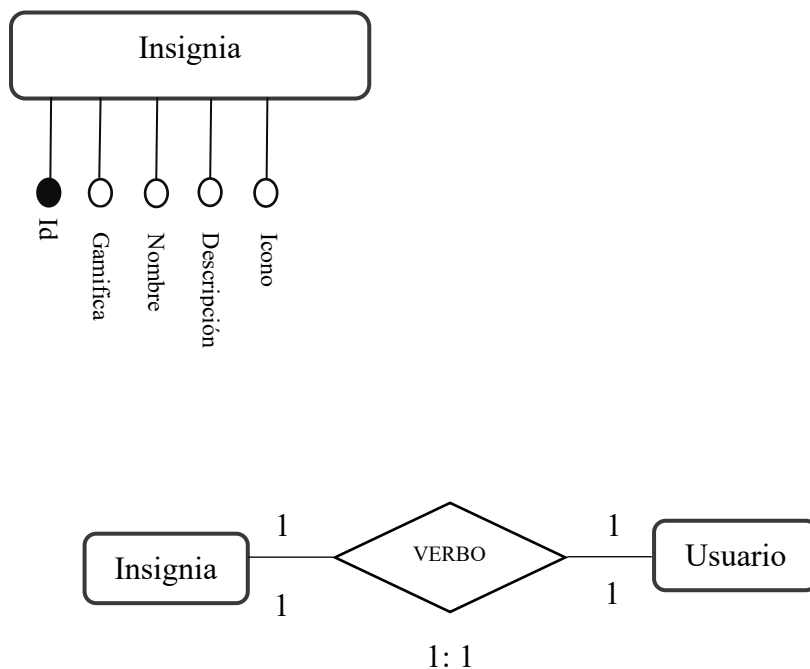 Insignia
Id
Gamifica
Nombre
Descripción
Icono
1
1
Insignia
VERBO
Usuario
1
1
1: 1